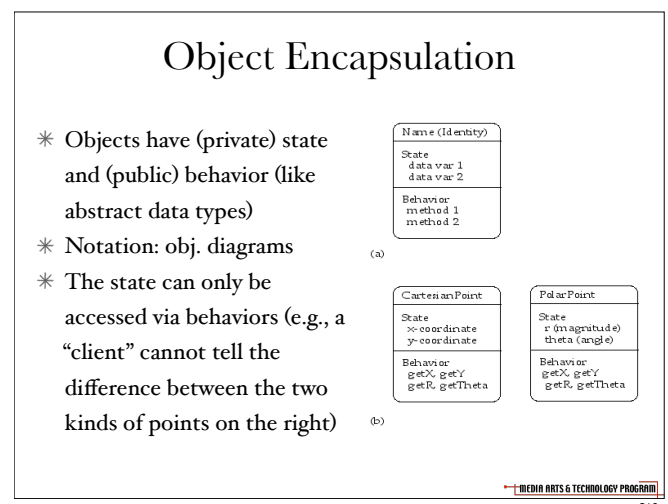 Object Encapsulation
✳ Objects have (private) state
and (public) behavior (like
abstract data types)
✳ Notation: obj. diagrams
✳ The state can only be
accessed via behaviors (e.g., a
“client” cannot tell the
difference between the two
kinds of points on the right)
Name (Identity)
State
data var 1
data var 2
Behavior
method 1
method 2
(a)
CartesianPoint
State
x-coordinate
y-coordinate
Behavior
getX, getY
getR, getTheta
PolarPoint
State
r (magnitude)
theta (angle)
Behavior
getX, getY
getR, getTheta
(b)
MEDIA ARTS & TECHNOLOGY PROGRAM